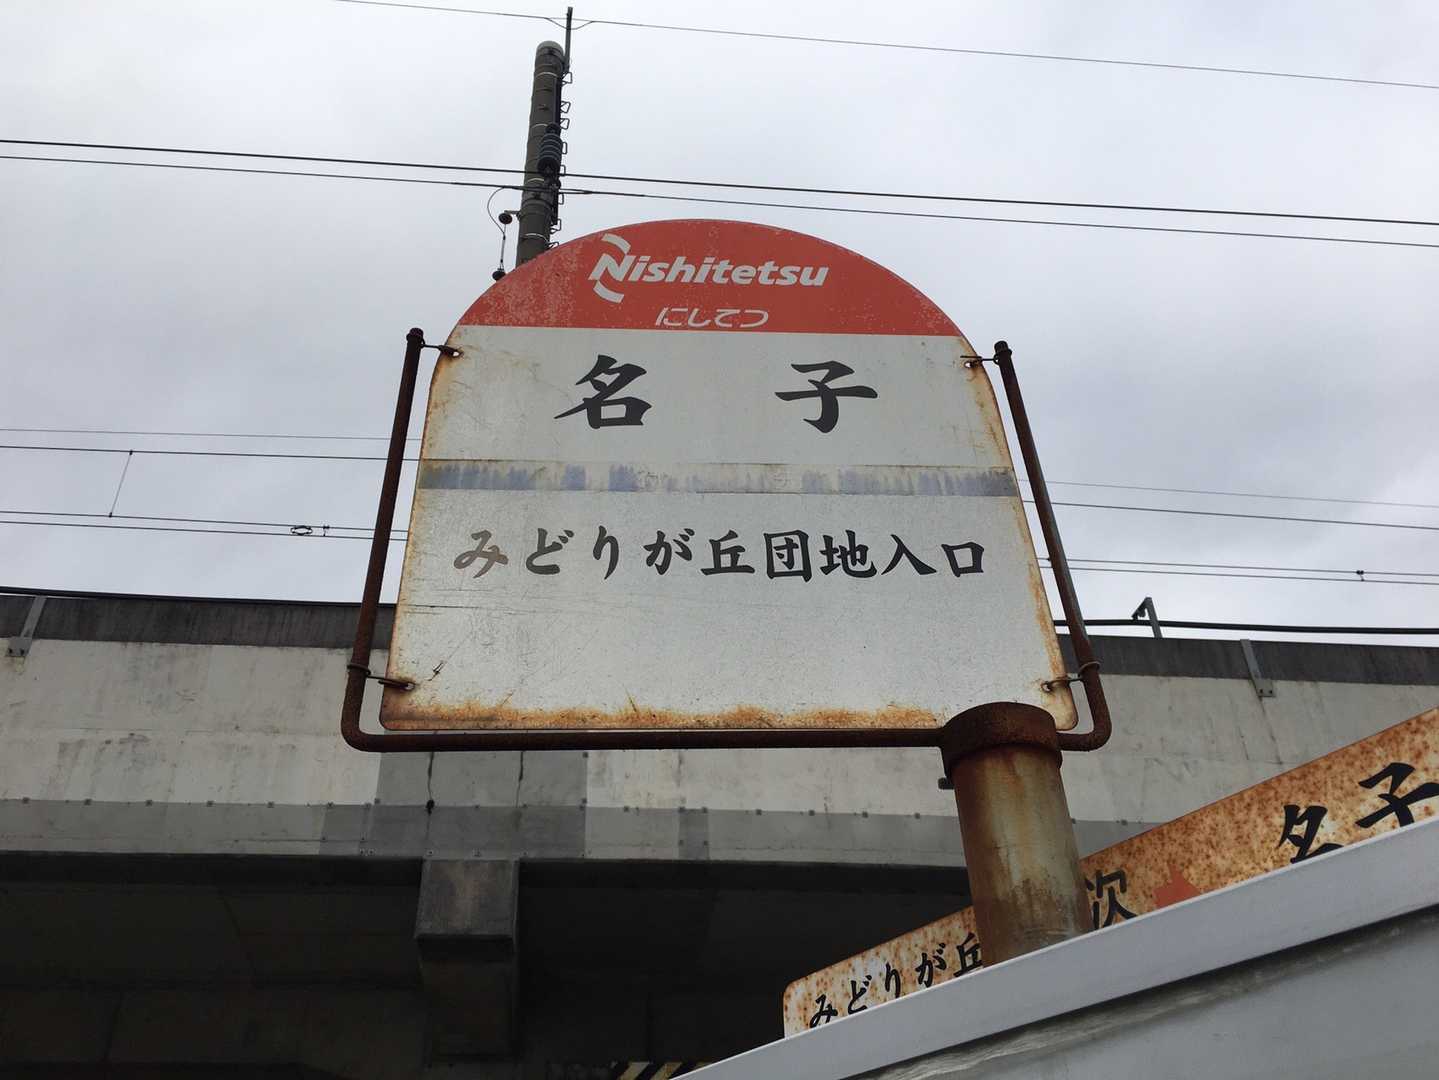 Nishitetsu
にしてつ
名子
みどりが丘団地入口
名子
次
みどりが丘